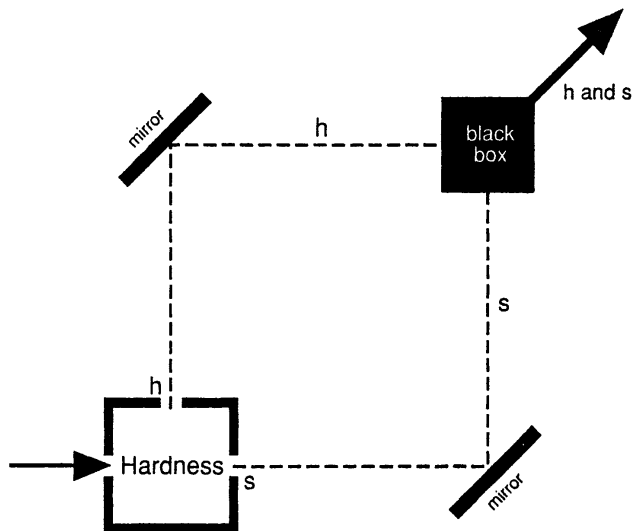 mirror
h
black
box
h and s
s
h
Hardness
s
mirror